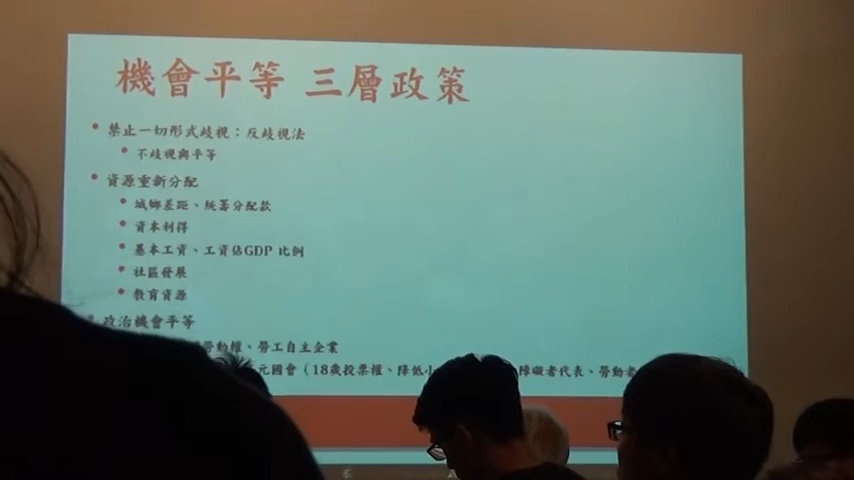 機會平等 三層政策
• 禁止一切形式歧視：反歧視法
• 不歧視與平等
• 資源重新分配
• 城鄉差距、統籌分配款
• 資本利得
• 基本工資、工資佔GDP 比例
• 社區發展
• 教育資源
政治機會平等
勞動權、勞工自主企業
元國會（18歲投票權、降低 障礙者代表、勞動者